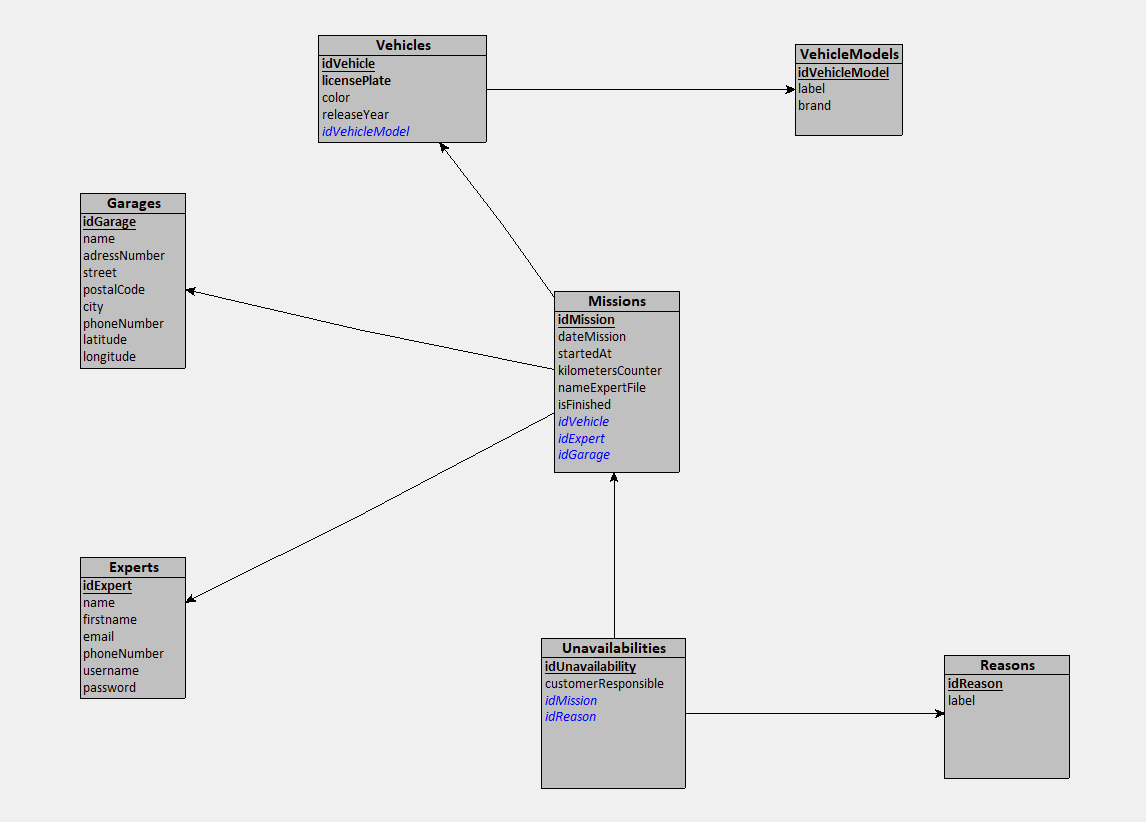 Vehicles
idVehicle
licensePlate
color
releaseYear
idVehicleModel
VehicleModels
idVehicleModel
label
brand
Garages
idGarage
name
adressNumber
street
postalCode
city
phoneNumber
latitude
longitude
Missions
idMission
dateMission
startedAt
kilometersCounter
nameExpertFile
isFinished
idVehicle
idExpert
idGarage
Experts
idExpert
name
firstname
email
phoneNumber
username
password
Unavailabilities
idUnavailability
customerResponsible
idMission
idReason
Reasons
idReason
label